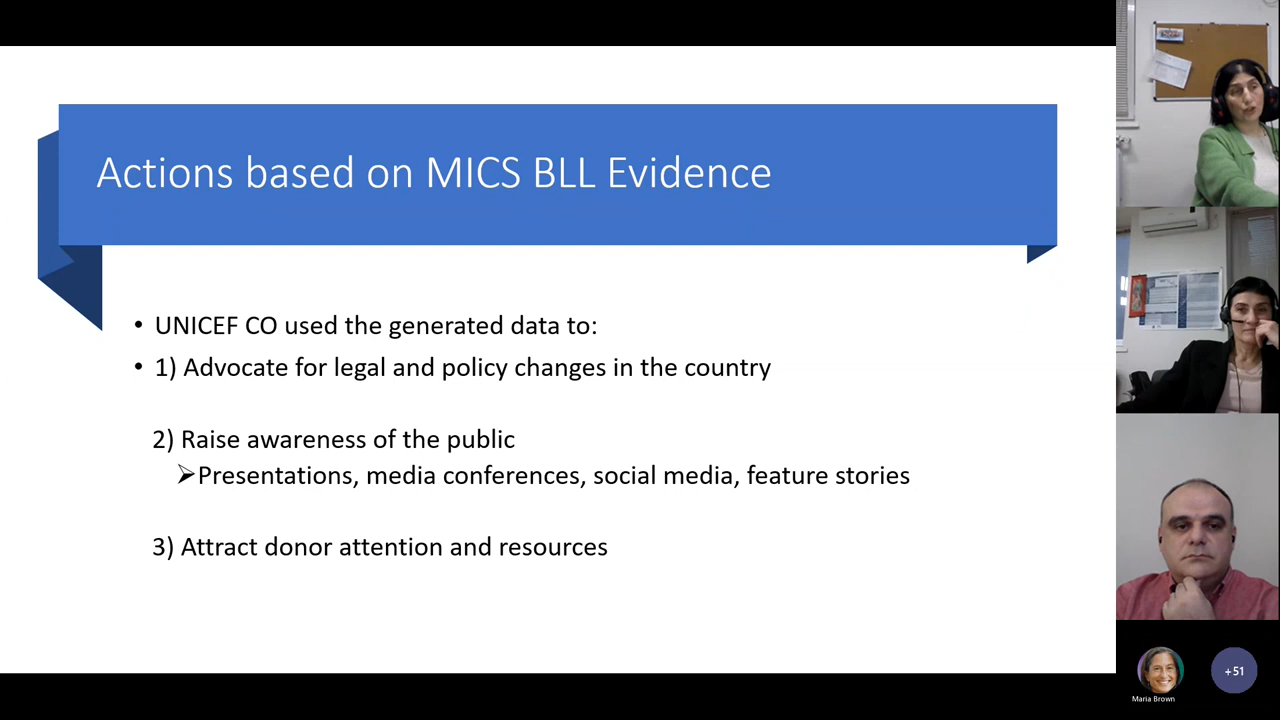 Actions based on MICS BLL Evidence
• UNICEF CO used the generated data to:
• 1) Advocate for legal and policy changes in the country
2) Raise awareness of the public
➢Presentations, media conferences, social media, feature stories
3) Attract donor attention and resources
Maria Brown
+51